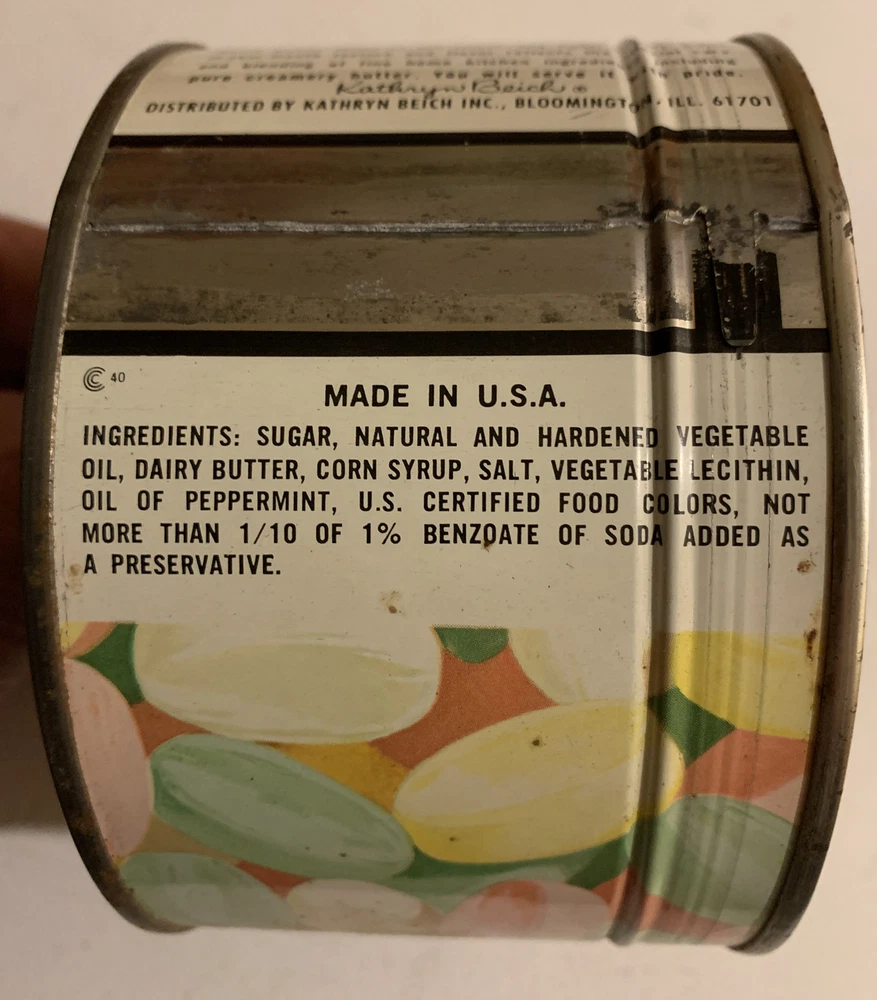 and blending of fine home kitchen ingredients including
pure creamery butter. You will serve it with pride.
Kathryn Beich ®
DISTRIBUTED BY KATHRYN BEICH INC., BLOOMINGTON, ILL. 61701
C 40
MADE IN U.S.A.
INGREDIENTS: SUGAR, NATURAL AND HARDENED VEGETABLE
OIL, DAIRY BUTTER, CORN SYRUP, SALT, VEGETABLE LECITHIN,
OIL OF PEPPERMINT, U.S. CERTIFIED FOOD COLORS, NOT
MORE THAN 1/10 OF 1% BENZOATE OF SODA ADDED AS
A PRESERVATIVE.